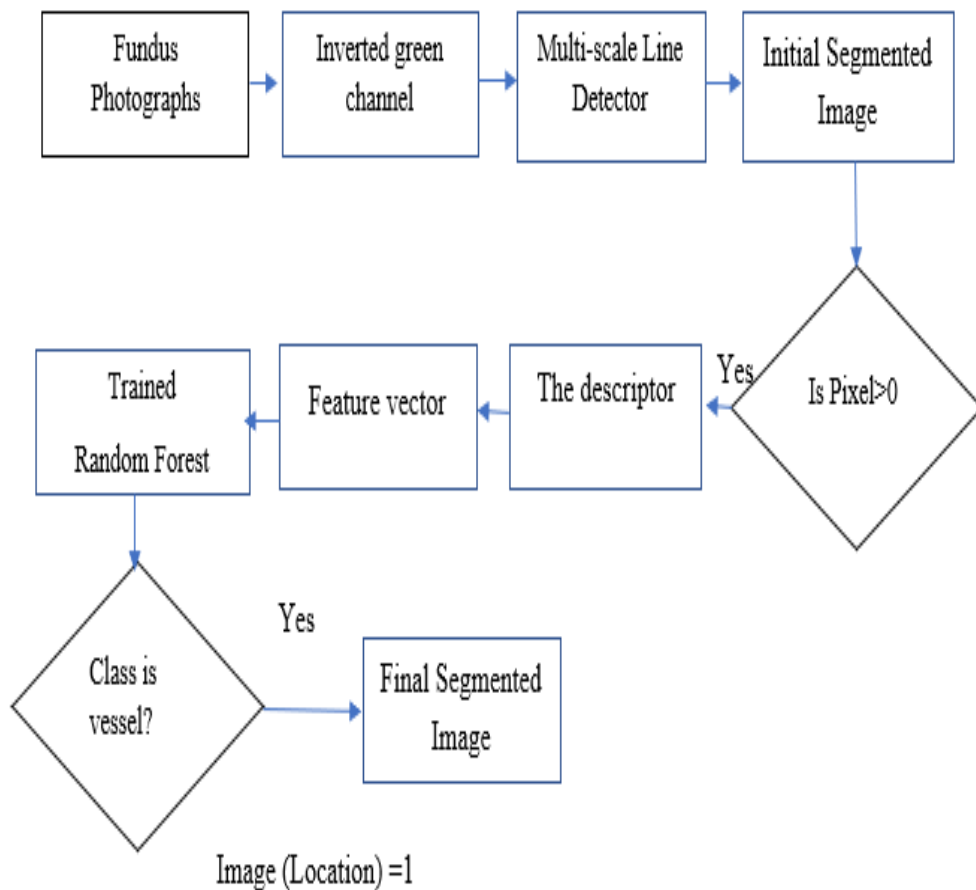 Fundus
Photographs
Inverted green
channel
Multi-scale Line
Detector
Initial Segmented
Image
Is Pixel>0
Yes
The descriptor
Feature vector
Trained
Random Forest
Class is
vessel?
Yes
Final Segmented
Image
Image (Location) =1